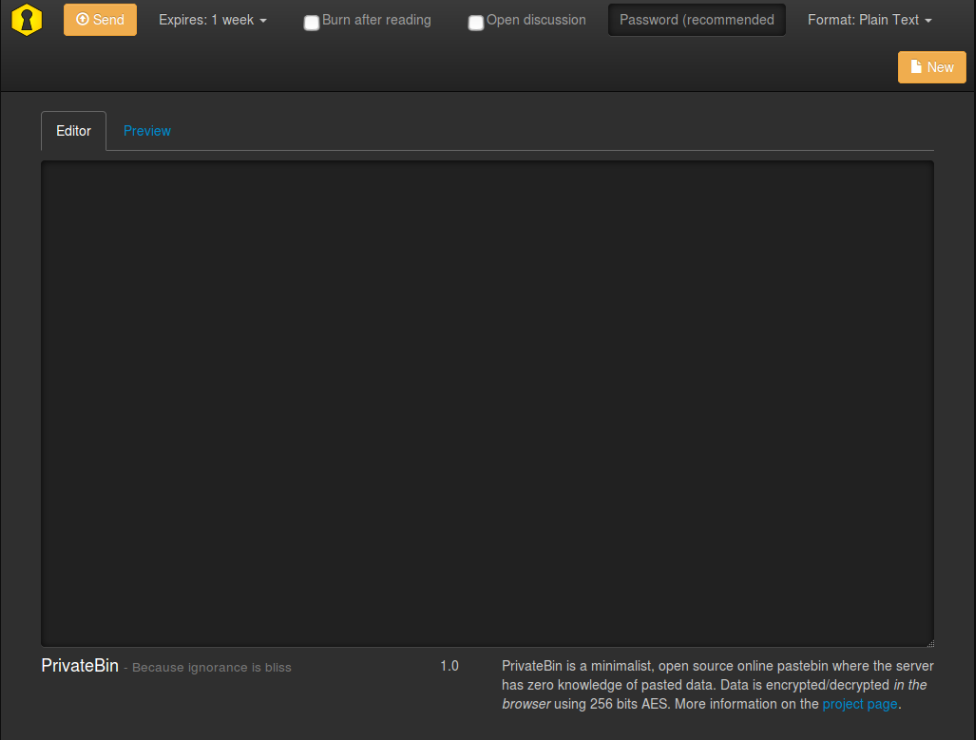 Send Expires: 1 week Burn after reading Open discussion Password (recommended Format: Plain Text
New
Editor Preview
PrivateBin - Because ignorance is bliss 1.0 PrivateBin is a minimalist, open source online pastebin where the server
has zero knowledge of pasted data. Data is encrypted/decrypted in the
browser using 256 bits AES. More information on the project page.